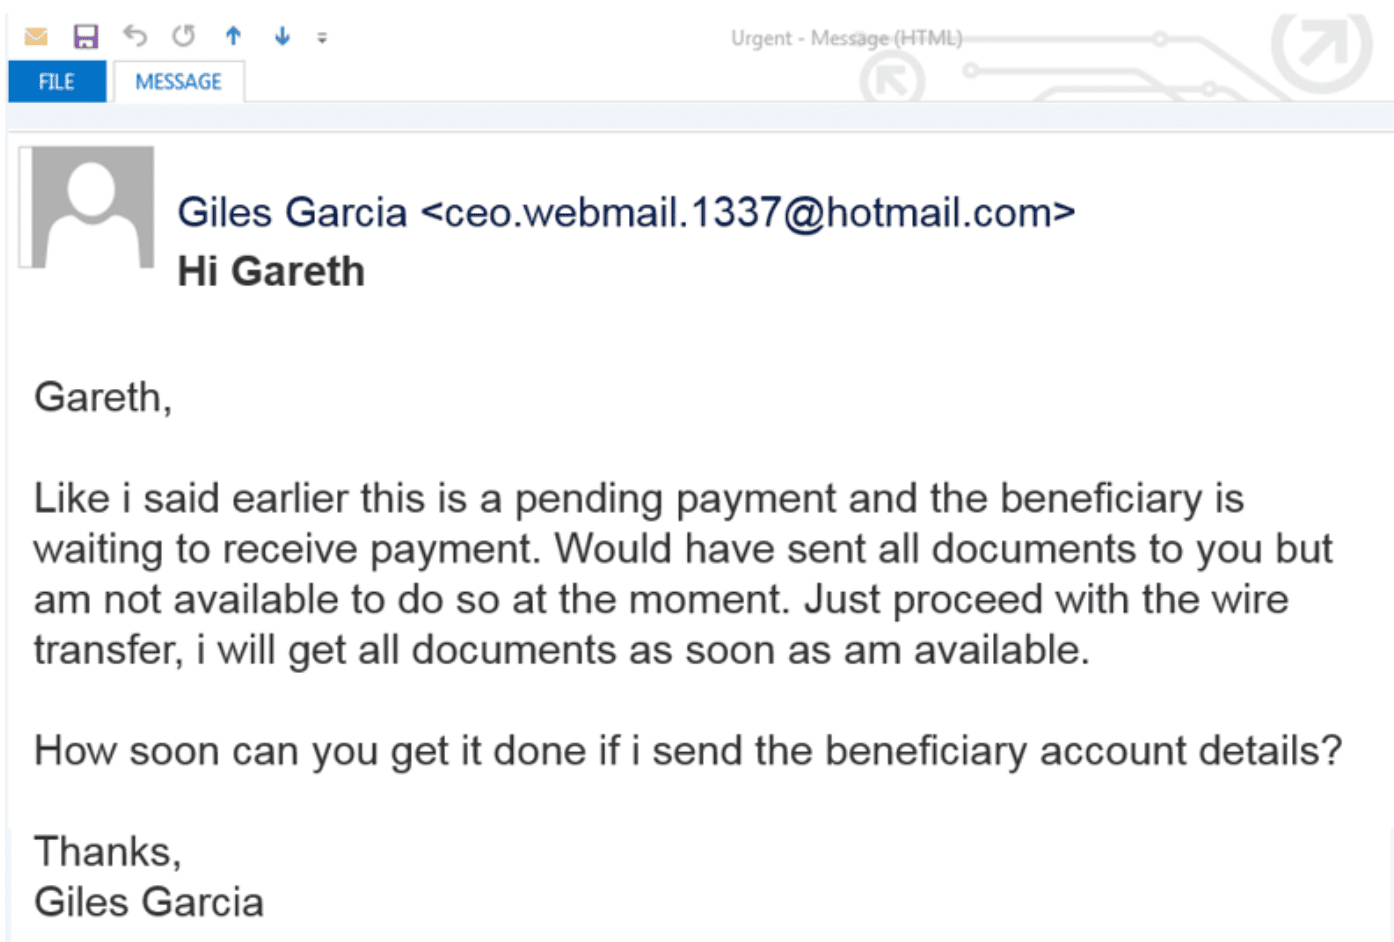 Urgent - Message (HTML)
FILE MESSAGE
Giles Garcia <ceo.webmail.1337@hotmail.com>
Hi Gareth
Gareth,
Like i said earlier this is a pending payment and the beneficiary is
waiting to receive payment. Would have sent all documents to you but
am not available to do so at the moment. Just proceed with the wire
transfer, i will get all documents as soon as am available.
How soon can you get it done if i send the beneficiary account details?
Thanks,
Giles Garcia